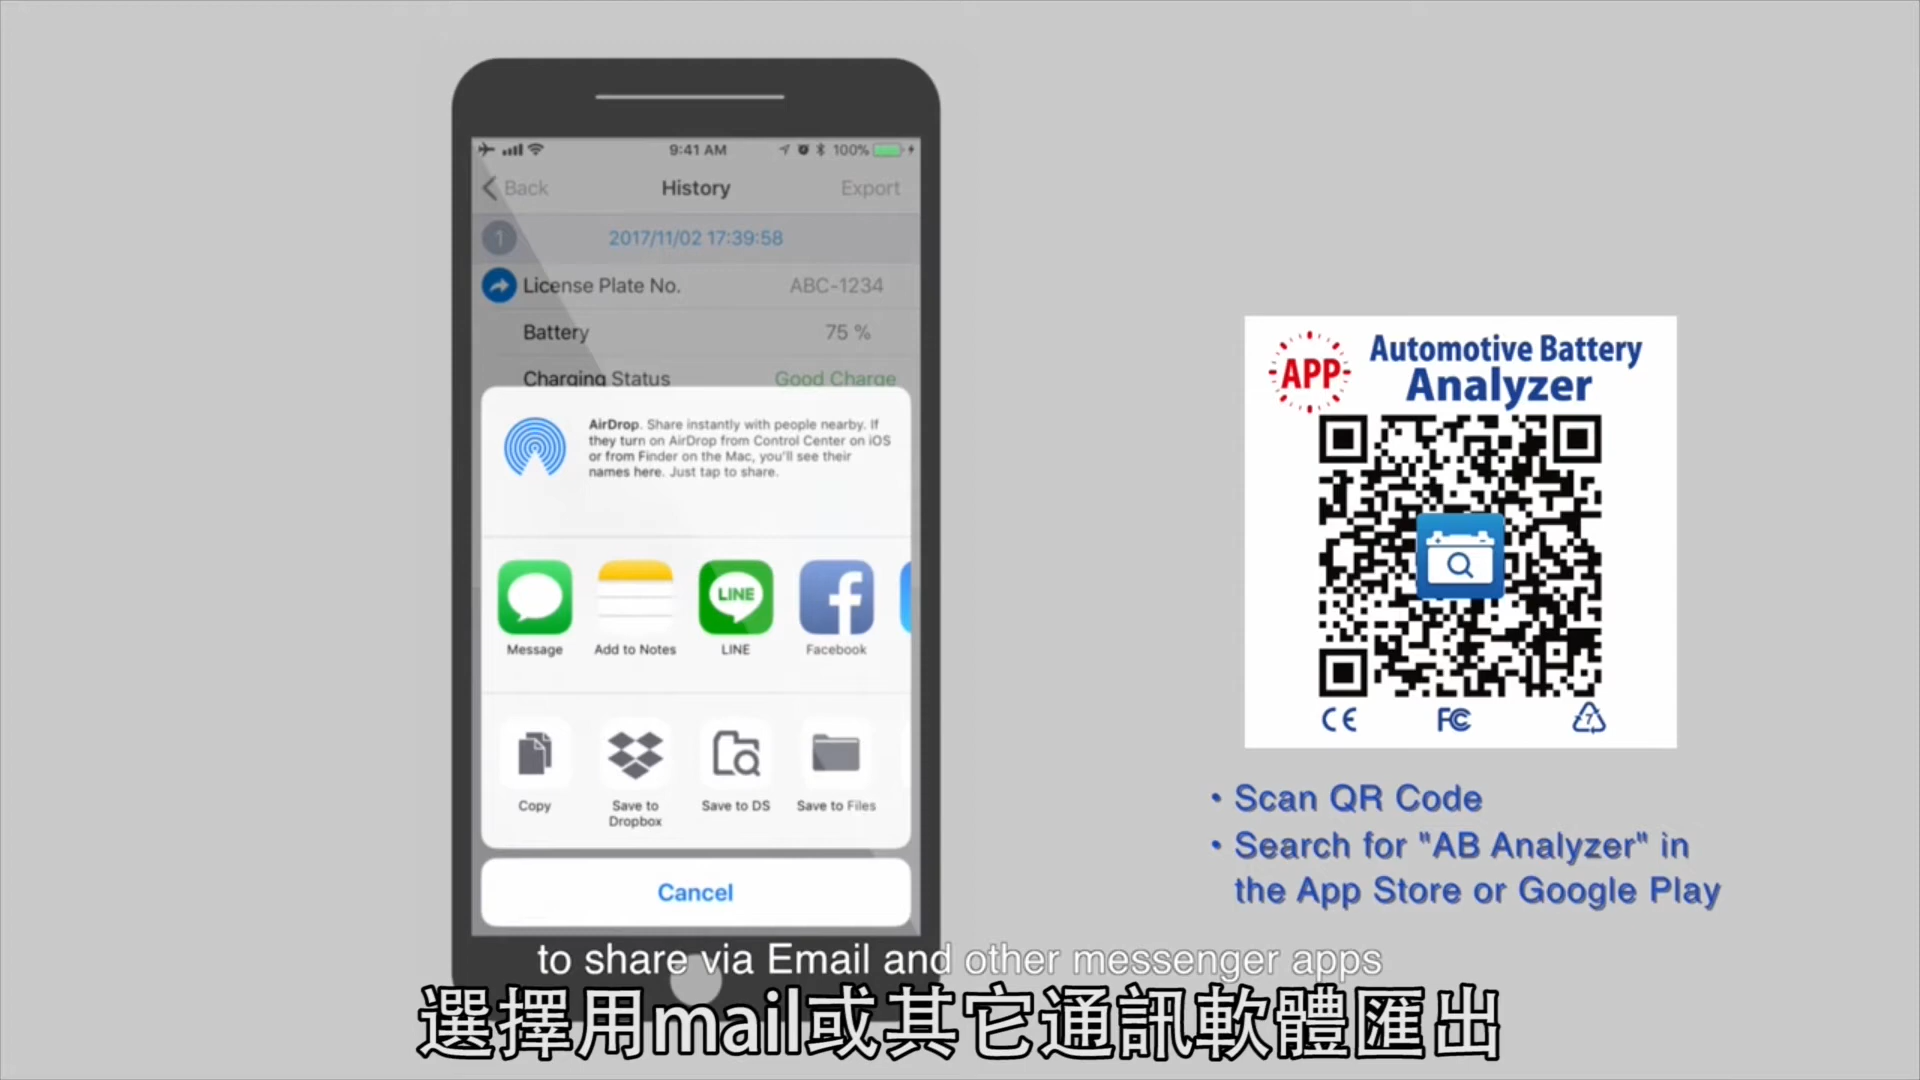 9:41 AM
100%
Back
History
Export
1
2017/11/02 17:39:58
License Plate No.
ABC-1234
Battery
75 %
Charging Status
Good Charge
AirDrop. Share instantly with people nearby. If
they turn on AirDrop from Control Center on iOS
or from Finder on the Mac, you'll see their
names here. Just tap to share.
LINE
Message
Add to Notes
LINE
Facebook
Copy
Save to
Dropbox
Save to DS
Save to Files
Cancel
APP
Automotive Battery
Analyzer
CE
FC
7
• Scan QR Code
• Search for "AB Analyzer" in
the App Store or Google Play
to share via Email and other messenger apps
選擇用mail或其它通訊軟體匯出